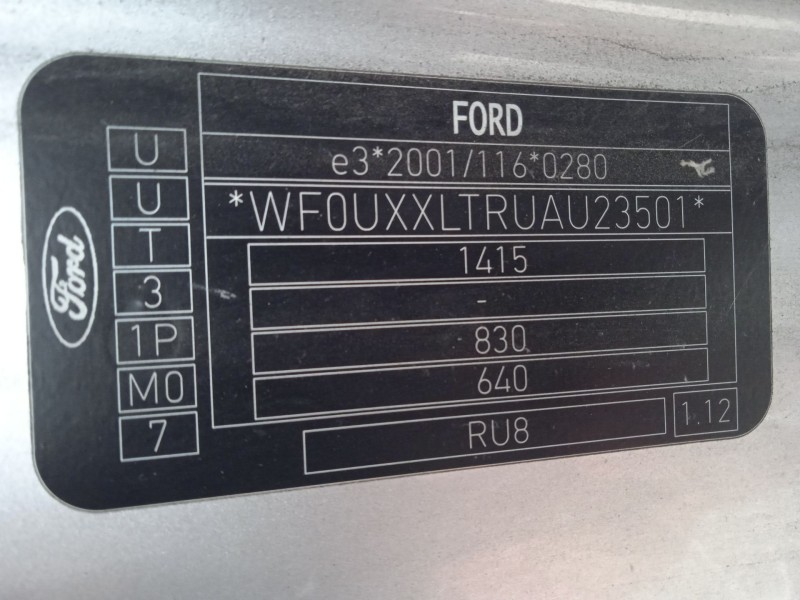 FORD
e3*2001/116*0280
*WF0UXXLTRUAU23501*
1415
-
830
640
RU8
1.12
U
U
T
3
1P
M0
7
Ford